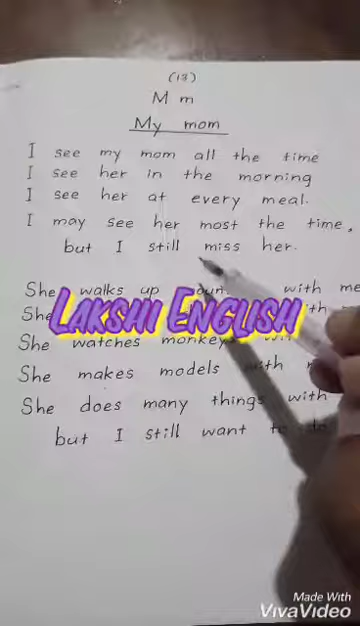 (13)
M m
My mom
I see my mom all the time
I see her in the morning
I see her at every meal.
I may see her most the time,
but I still miss her.
She walks up with me
She
LAKSHI ENGLISH
She watches monkeys
She makes models with
She does many things with
but I still want to do
Made With
VivaVideo